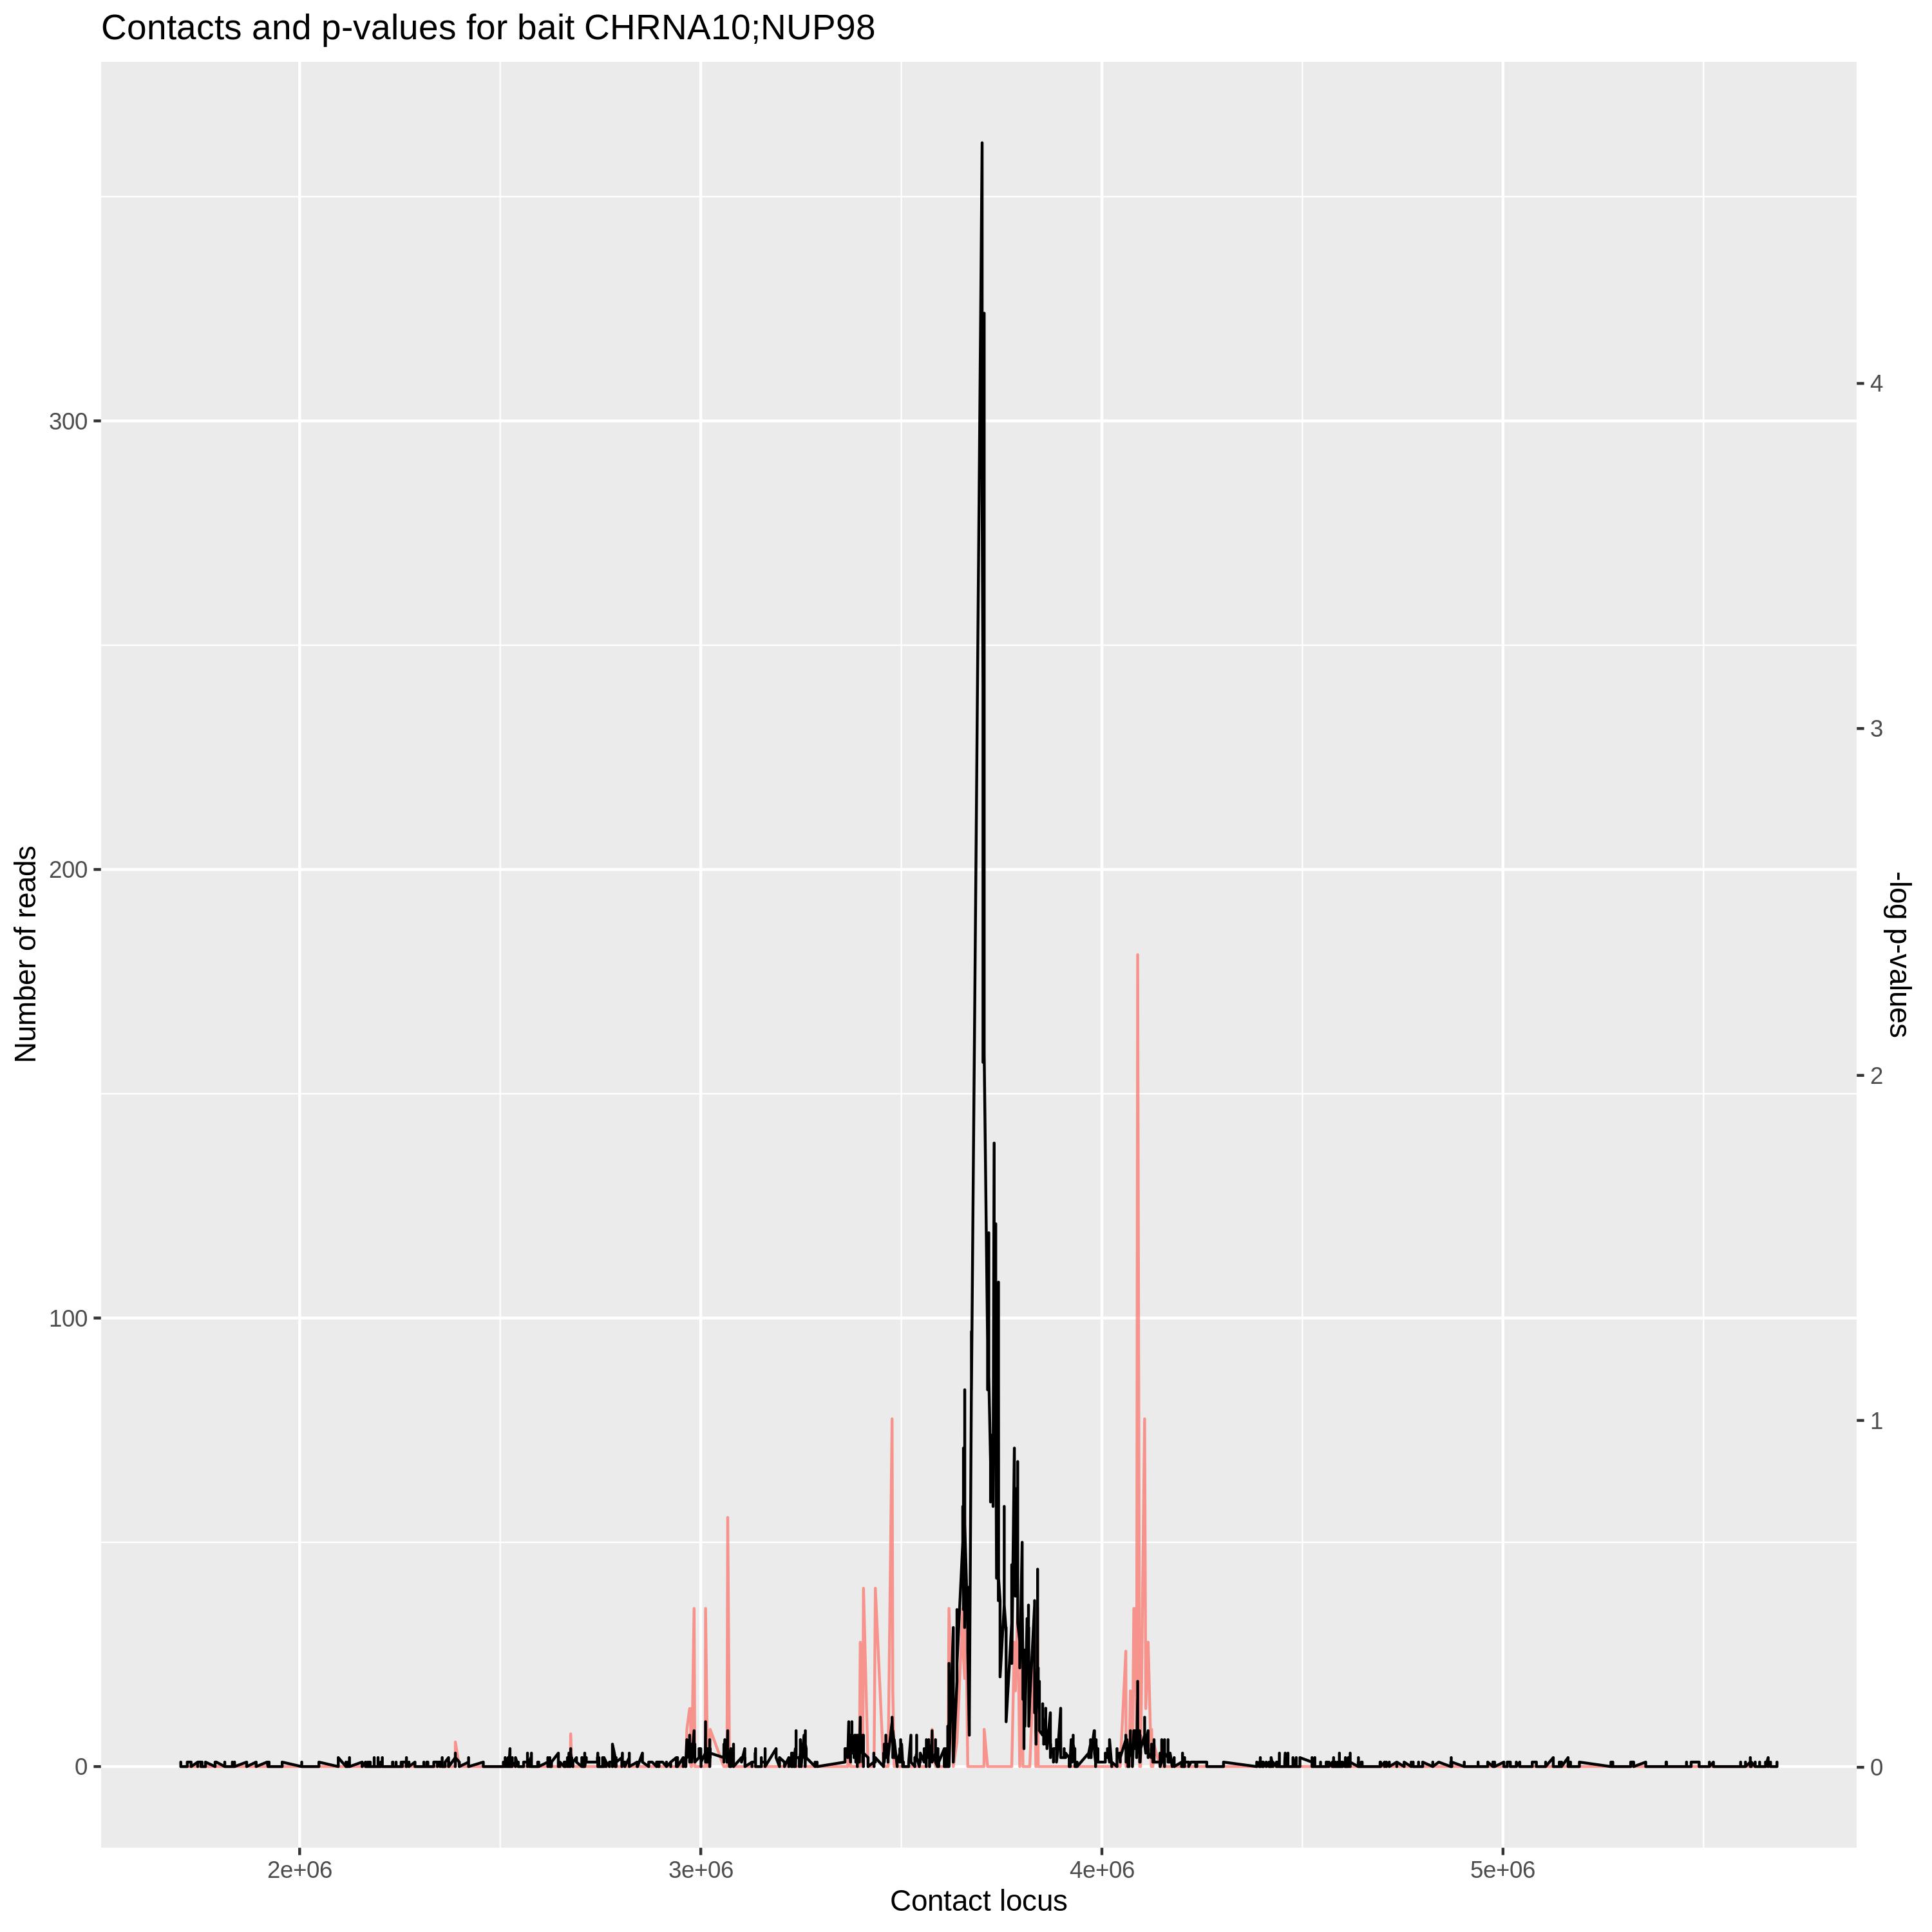 Contacts and p-values for bait CHRNA10;NUP98
Number of reads
300
200
100
0
4
3
2
1
0
-log p-values
2e+06
3e+06
4e+06
5e+06
Contact locus